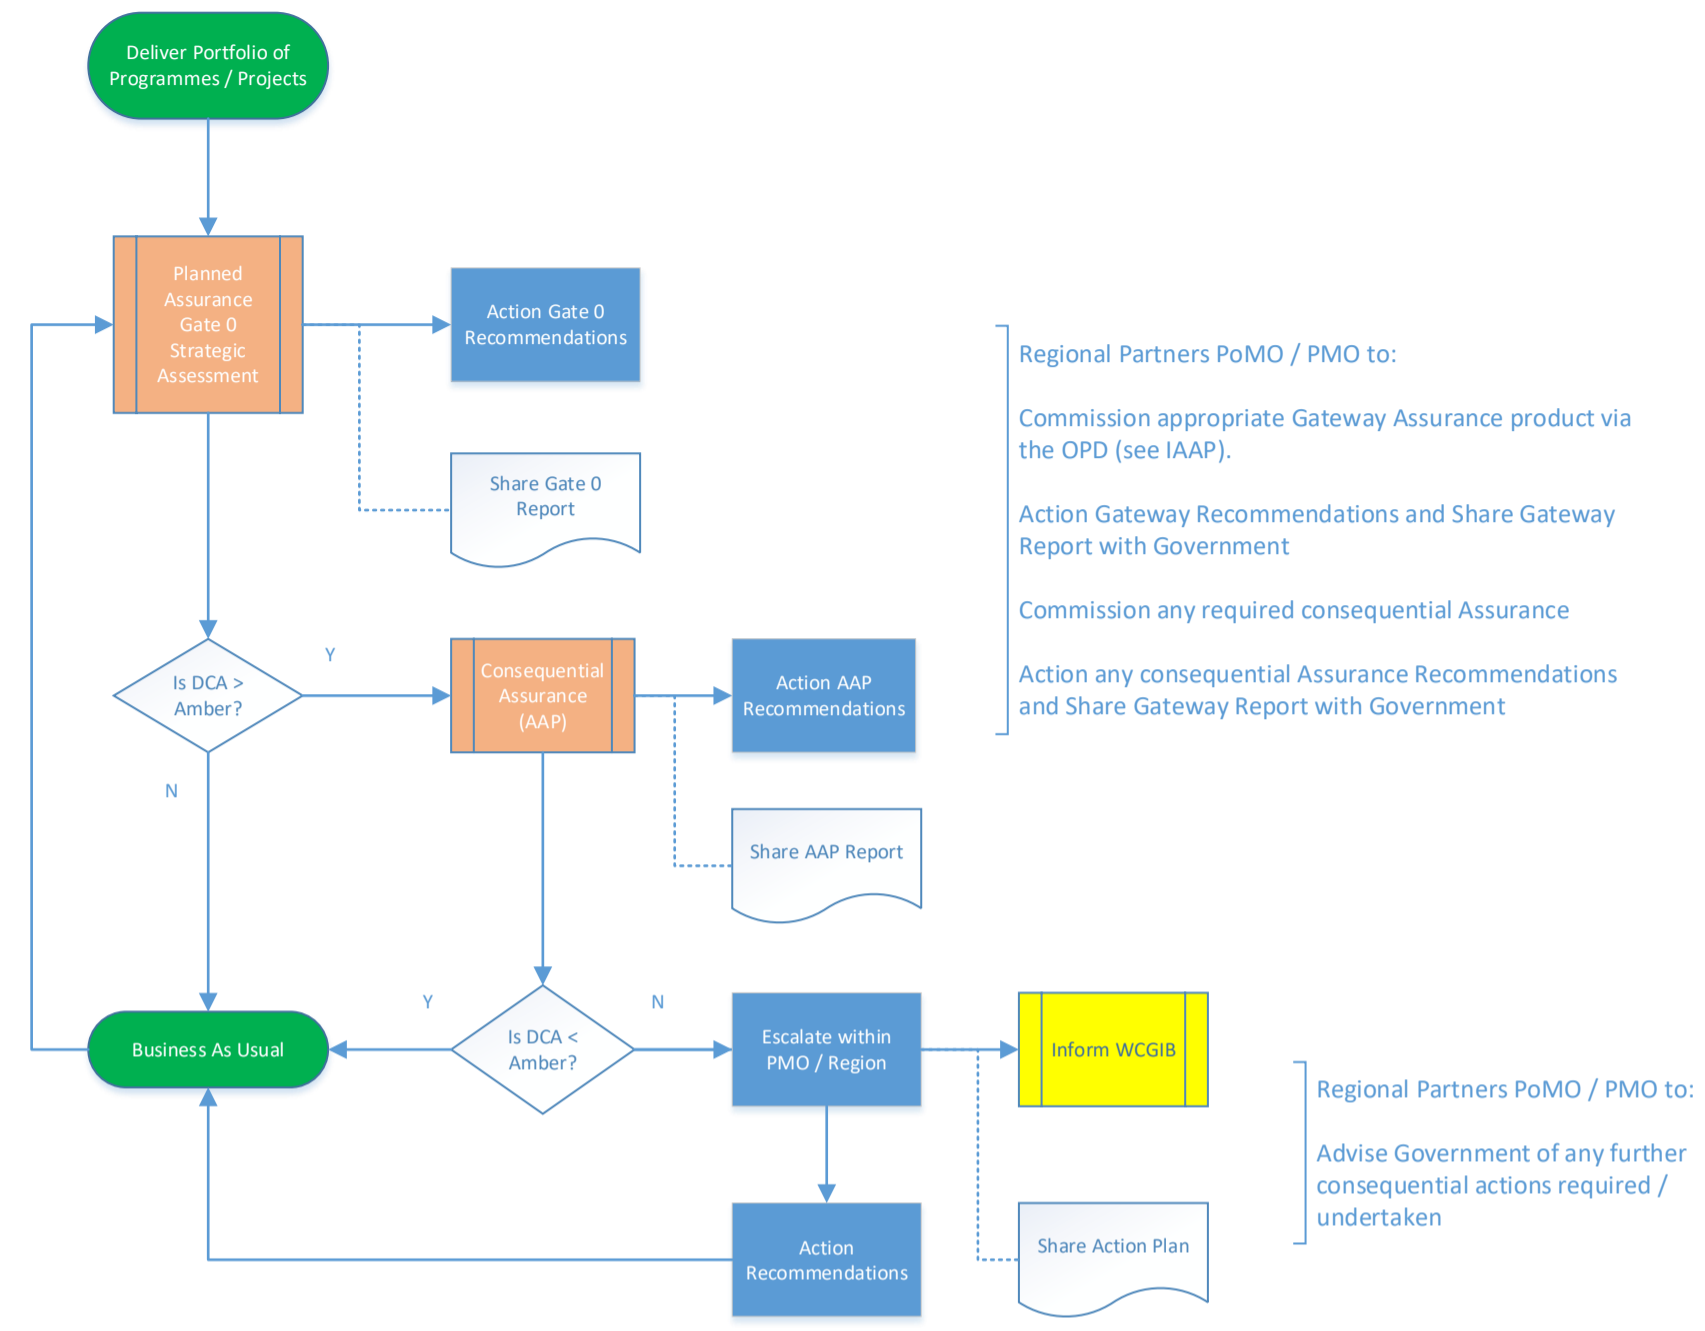 Deliver Portfolio of
Programmes / Projects
Planned
Assurance
Gate 0
Strategic
Assessment
Action Gate 0
Recommendations
Share Gate 0
Report
Regional Partners PoMO / PMO to:
Commission appropriate Gateway Assurance product via
the OPD (see IAAP).
Action Gateway Recommendations and Share Gateway
Report with Government
Commission any required consequential Assurance
Action any consequential Assurance Recommendations
and Share Gateway Report with Government
Is DCA >
Amber?
Y
N
Consequential
Assurance
(AAP)
Action AAP
Recommendations
Share AAP Report
Business As Usual
Y
Is DCA <
Amber?
N
Escalate within
PMO / Region
Inform WCGIB
Regional Partners PoMO / PMO to:
Advise Government of any further
consequential actions required /
undertaken
Action
Recommendations
Share Action Plan